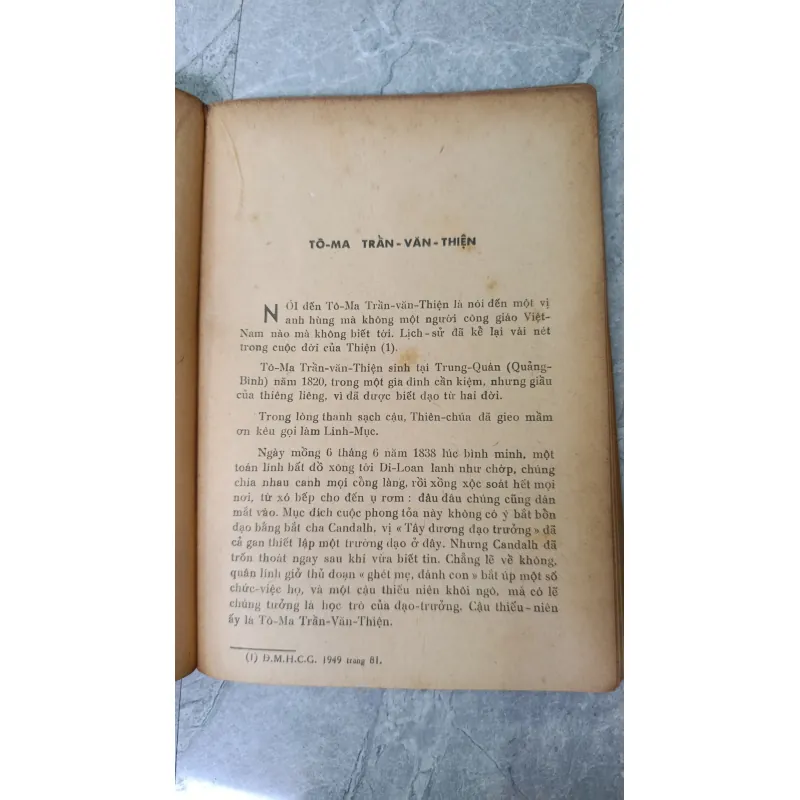 TÔ-MA TRẦN-VĂN-THIỆN
NÓI đến Tô-Ma Trần-văn-Thiện là nói đến một vị
anh hùng mà không một người công giáo Việt-
Nam nào mà không biết tới. Lịch-sử đã kể lại vài nét
trong cuộc đời của Thiện (1).
Tô-Ma Trần-văn-Thiện sinh tại Trung-Quán (Quảng-
Bình) năm 1820, trong một gia đình cần kiệm, nhưng giầu
của thiêng liêng, vì đã được biết đạo từ hai đời.
Trong lòng thanh sạch cậu, Thiên-chúa đã gieo mầm
ơn kêu gọi làm Linh-Mục.
Ngày mồng 6 tháng 6 năm 1838 lúc bình minh, một
toán lính bất đồ xông tới Di-Loan lanh như chớp, chúng
chia nhau canh mọi cổng làng, rồi xồng xộc soát hết mọi
nơi, từ xó bếp cho đến ụ rơm : đâu đâu chúng cũng dán
mắt vào. Mục đích cuộc phong tỏa này không có ý bắt bổn
đạo bằng bắt cha Candalh, vị « Tây dương đạo trưởng » đã
cả gan thiết lập một trường đạo ở đây. Nhưng Candalh đã
trốn thoát ngay sau khi vừa biết tin. Chẳng lẽ về không,
quân lính giở thủ đoạn « ghét mẹ, đánh con » bắt úp một số
chức-việc họ, và một cậu thiếu niên khôi ngô, mà có lẽ
chúng tưởng là học trò của đạo-trưởng. Cậu thiếu-niên
ấy là Tô-Ma Trần-Văn-Thiện.
(1) Đ.M.H.C.G. 1949 trang 81.